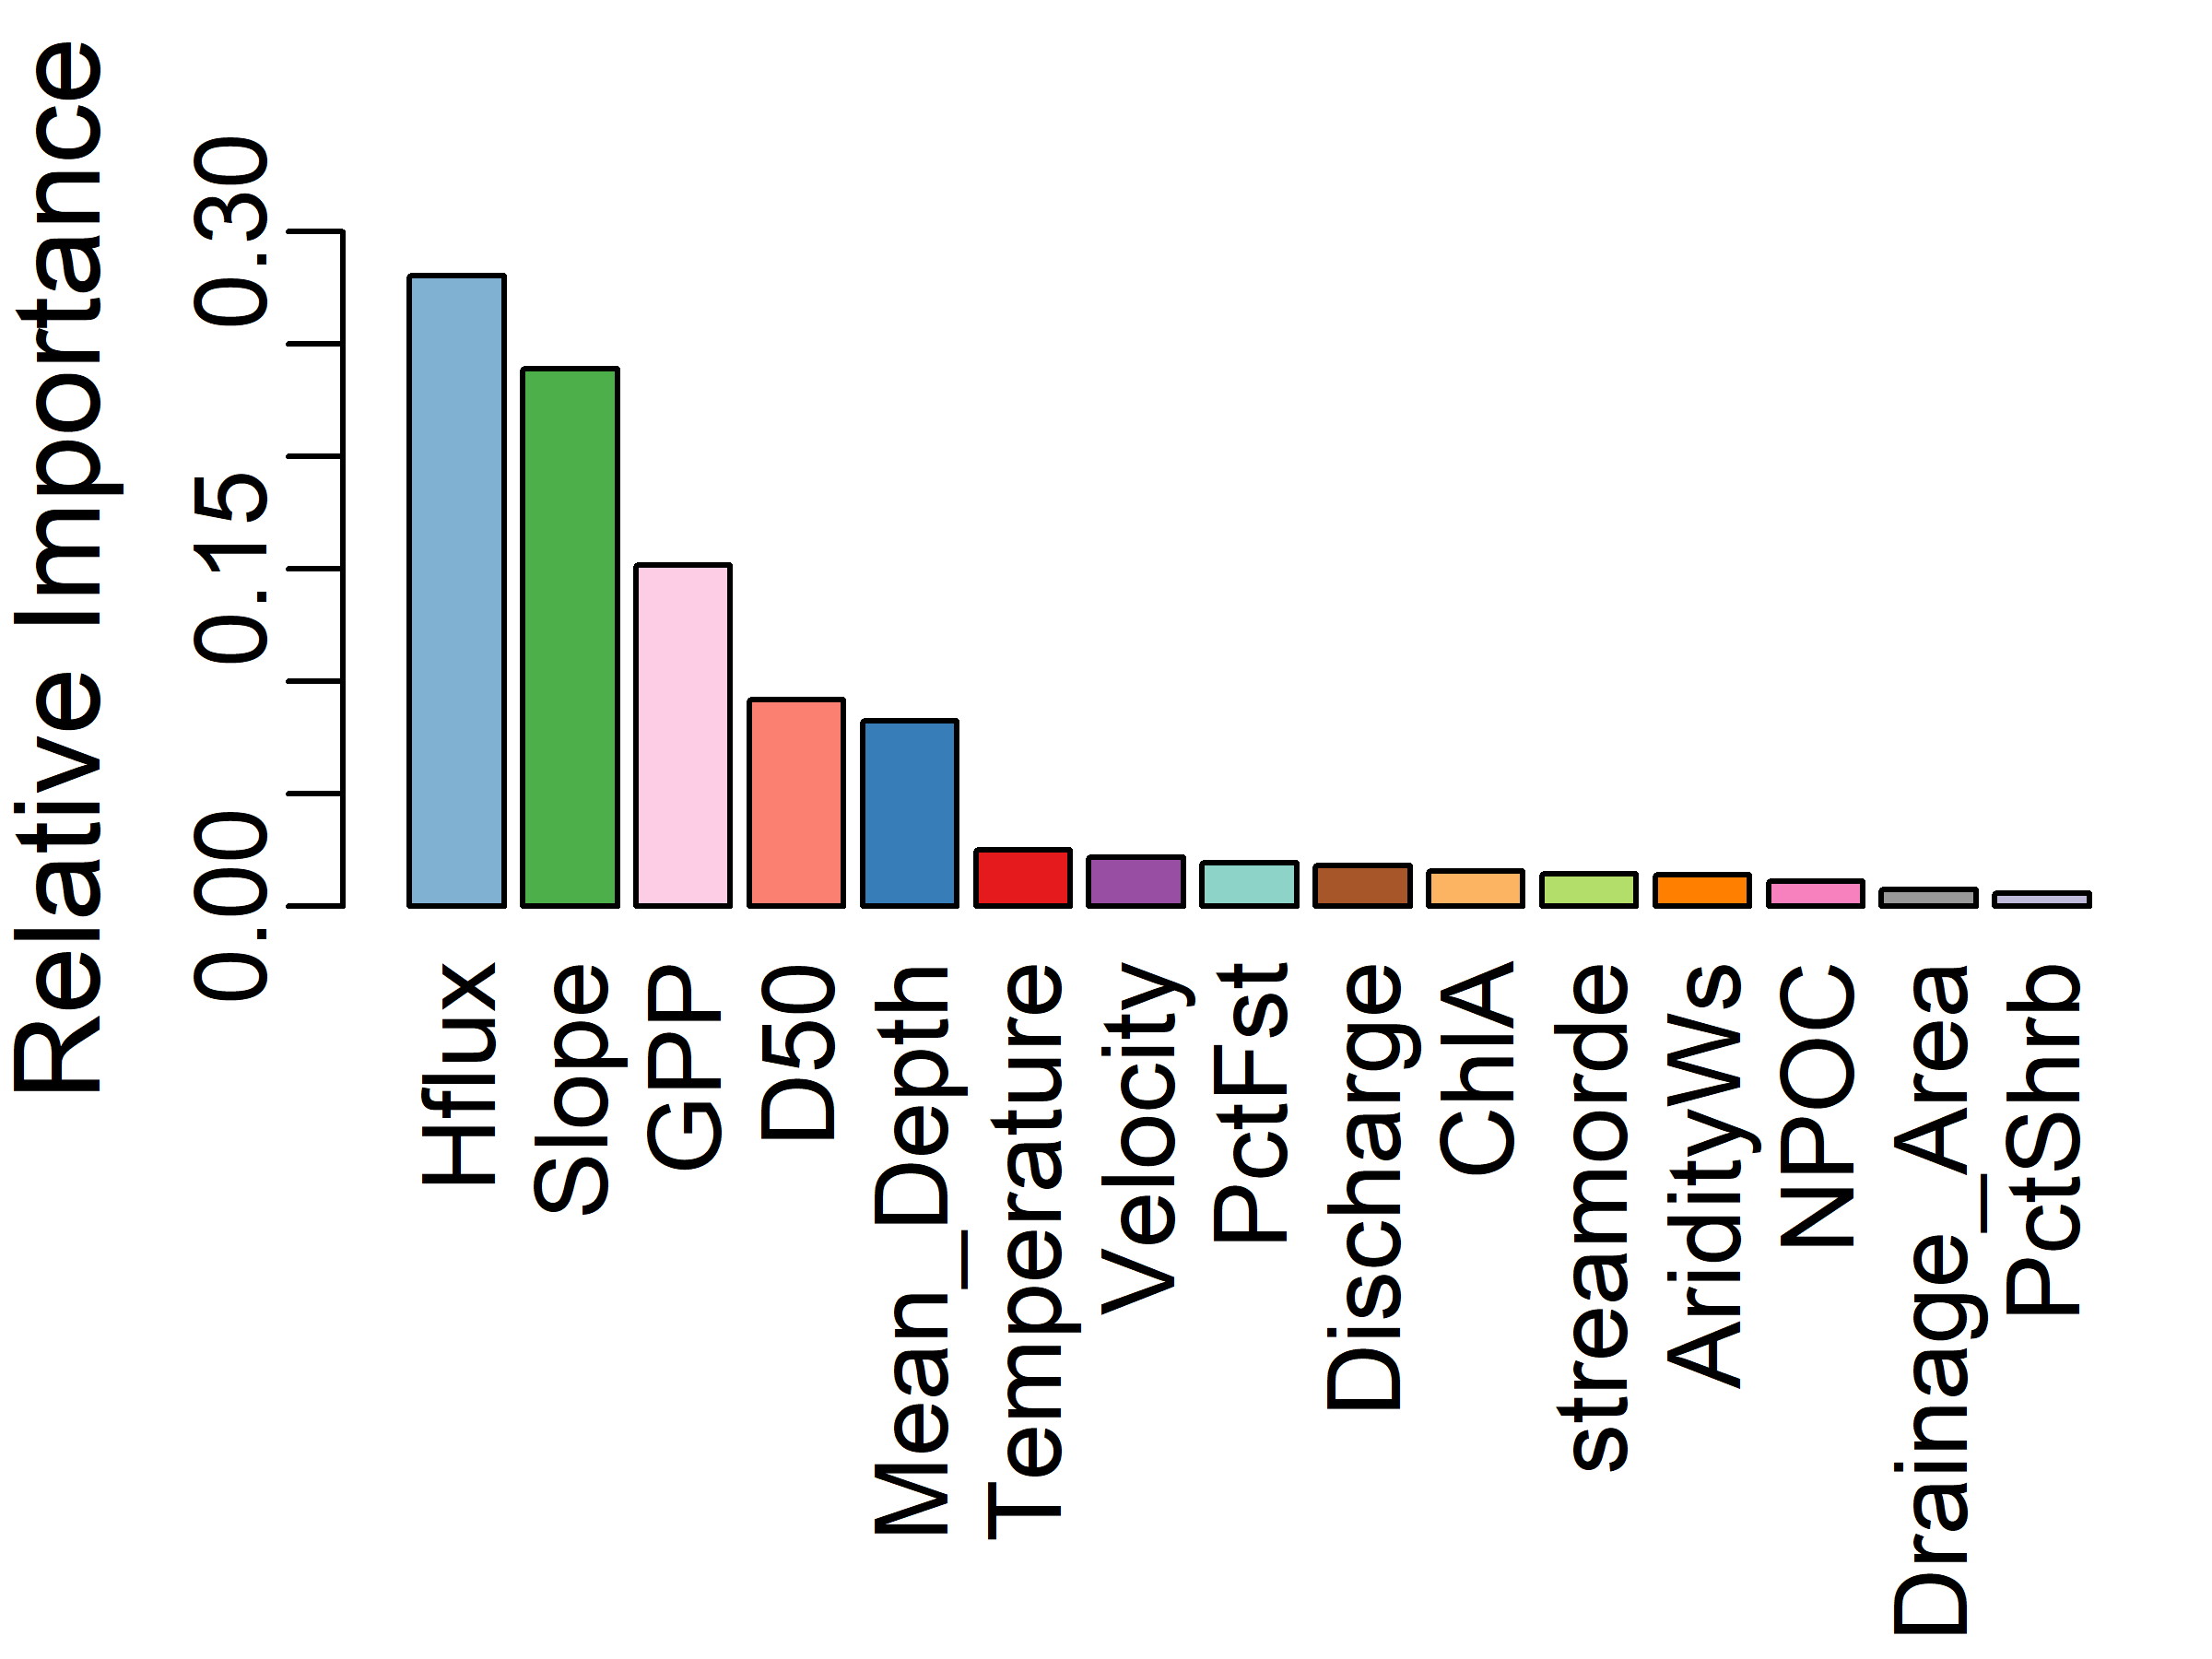 Relative Importance
0.00
0.15
0.30
Hflux
Slope
GPP
D50
Mean_Depth
Temperature
Velocity
PctFst
Discharge
ChlA
streamorde
AridityWs
NPOC
Drainage_Area
PctShrb